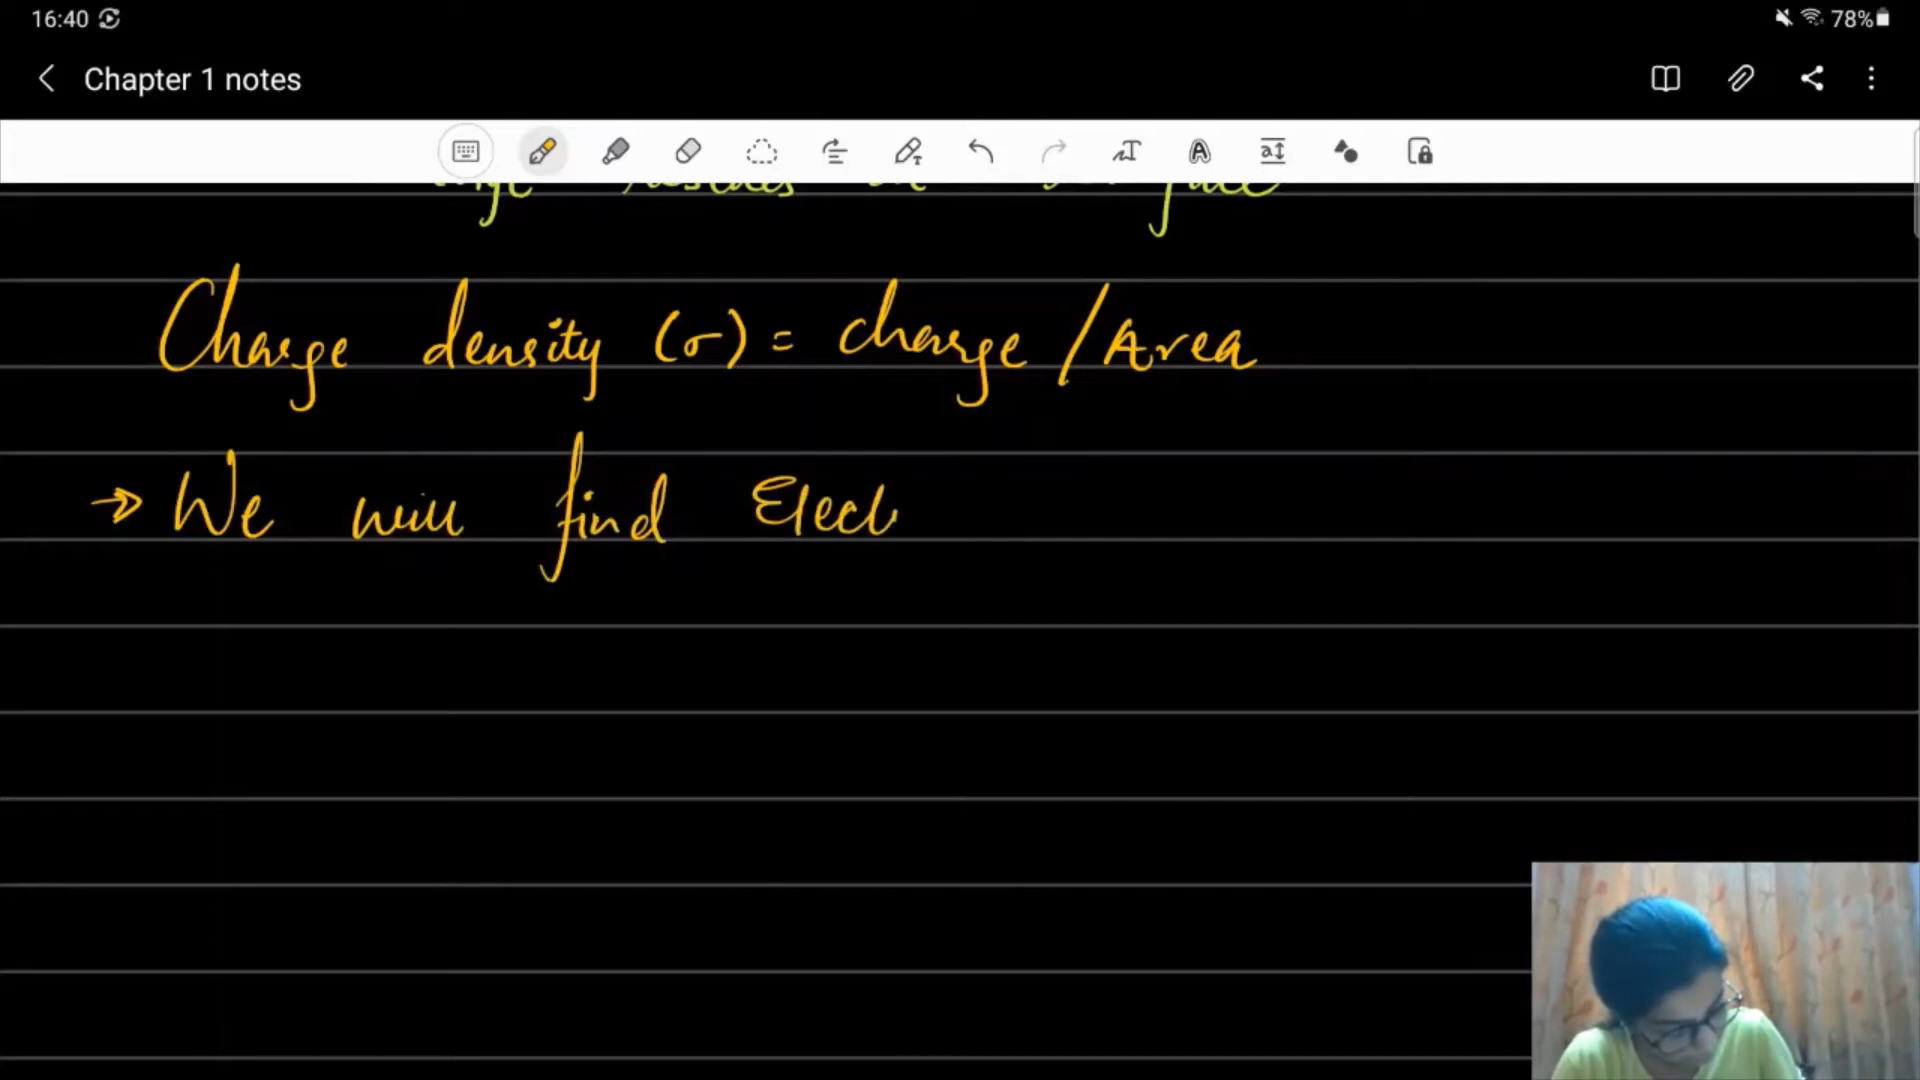 16:40 78%
Chapter 1 notes
Charge density (σ) = charge / Area
→ We will find Elect